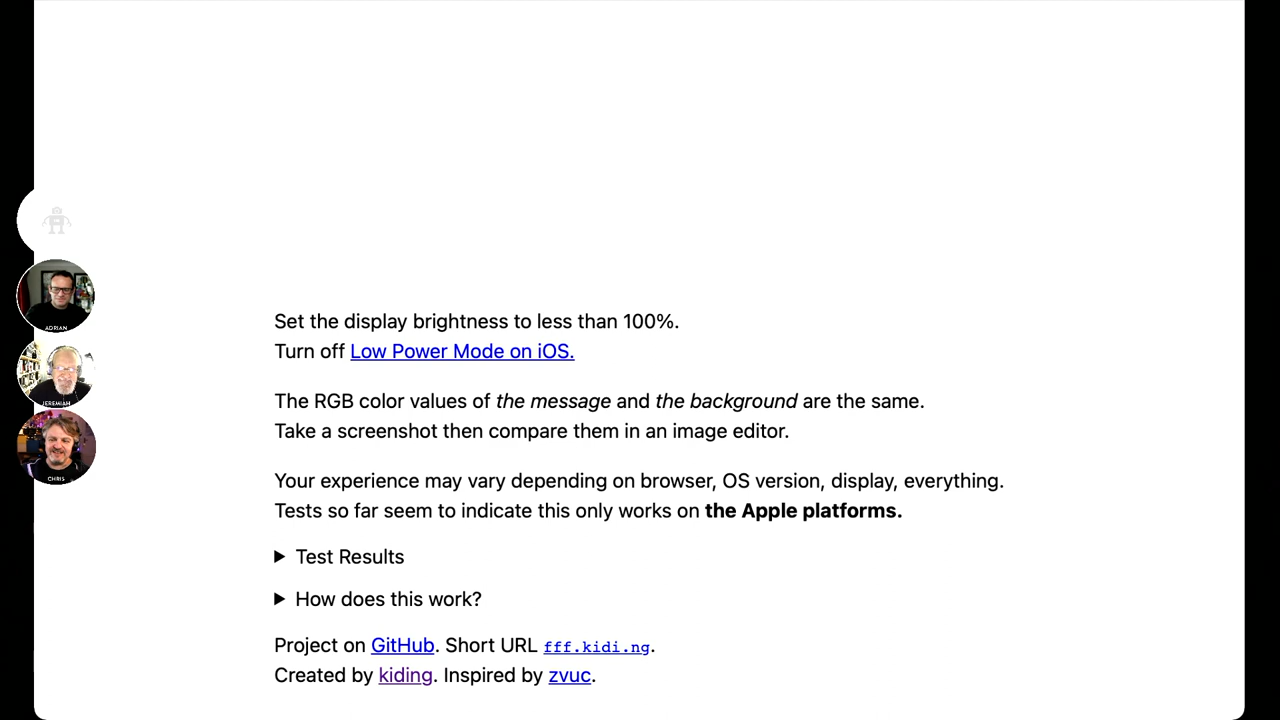 Set the display brightness to less than 100%.
Turn off Low Power Mode on iOS.
The RGB color values of the message and the background are the same.
Take a screenshot then compare them in an image editor.
Your experience may vary depending on browser, OS version, display, everything.
Tests so far seem to indicate this only works on the Apple platforms.
Test Results
How does this work?
Project on GitHub. Short URL fff.kidi.ng.
Created by kiding. Inspired by zvuc.
ADRIAN
JEREMIAH
CHRIS